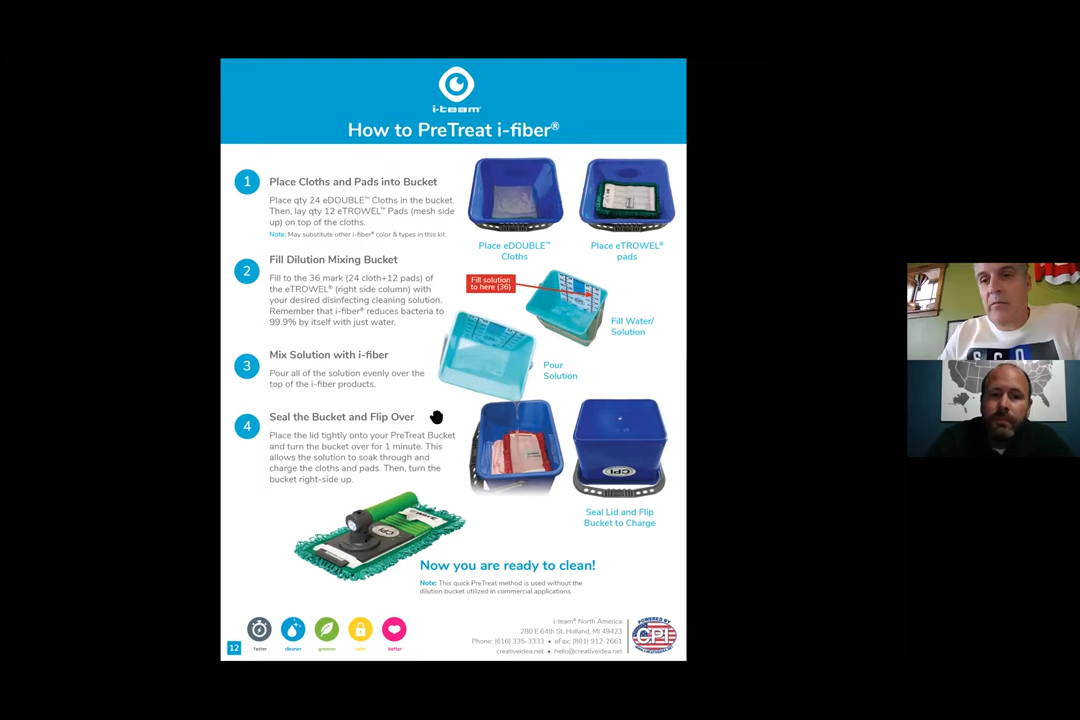 i-team
How to PreTreat i-fiber®
1
Place Cloths and Pads into Bucket
Place qty 24 eDOUBLE™ Cloths in the bucket.
Then, lay qty 12 eTROWEL™ Pads (mesh side
up) on top of the cloths.
Note: May substitute other i-fiber® color & types in this kit.
Place eDOUBLE™
Cloths
Place eTROWEL®
pads
2
Fill Dilution Mixing Bucket
Fill to the 36 mark (24 cloth+12 pads) of
the eTROWEL® (right side column) with
your desired disinfecting cleaning solution.
Remember that i-fiber® reduces bacteria to
99.9% by itself with just water.
Fill solution
to here (36)
Fill Water/
Solution
3
Mix Solution with i-fiber
Pour all of the solution evenly over the
top of the i-fiber products.
Pour
Solution
4
Seal the Bucket and Flip Over
Place the lid tightly onto your PreTreat Bucket
and turn the bucket over for 1 minute. This
allows the solution to soak through and
charge the cloths and pads. Then, turn the
bucket right-side up.
CPI
Seal Lid and Flip
Bucket to Charge
CPI
Now you are ready to clean!
Note: This quick PreTreat method is used without the
dilution bucket utilized in commercial applications.
faster
cleaner
greener
safer
better
12
i-team® North America
280 E 64th St, Holland, MI 49423
Phone: (616) 335-3333 • eFax: (801) 912-2661
creativeidea.net • hello@creativeidea.net
POWERED BY
CPI